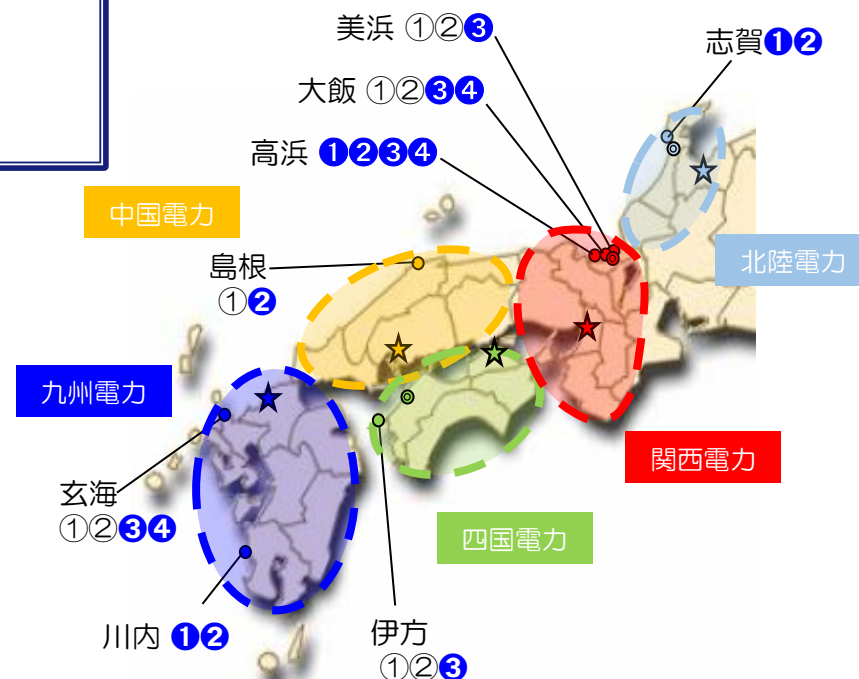 美浜 ①②❸
志賀❶❷
大飯 ①②❸❹
高浜 ❶❷❸❹
中国電力
北陸電力
島根
①❷
九州電力
関西電力
玄海
①②❸❹
四国電力
川内 ❶❷
伊方
①②❸